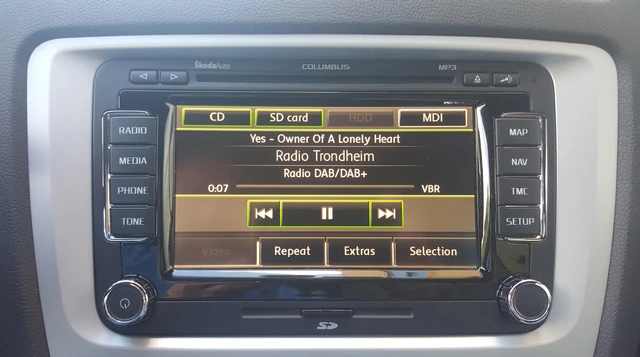 ŠkodaAuto COLUMBUS MP3
CD SD card HDD MDI
RADIO MAP
Yes - Owner Of A Lonely Heart
Radio Trondheim
MEDIA NAV
Radio DAB/DAB+
0:07 VBR
PHONE TMC
TONE SETUP
Video Repeat Extras Selection
SD